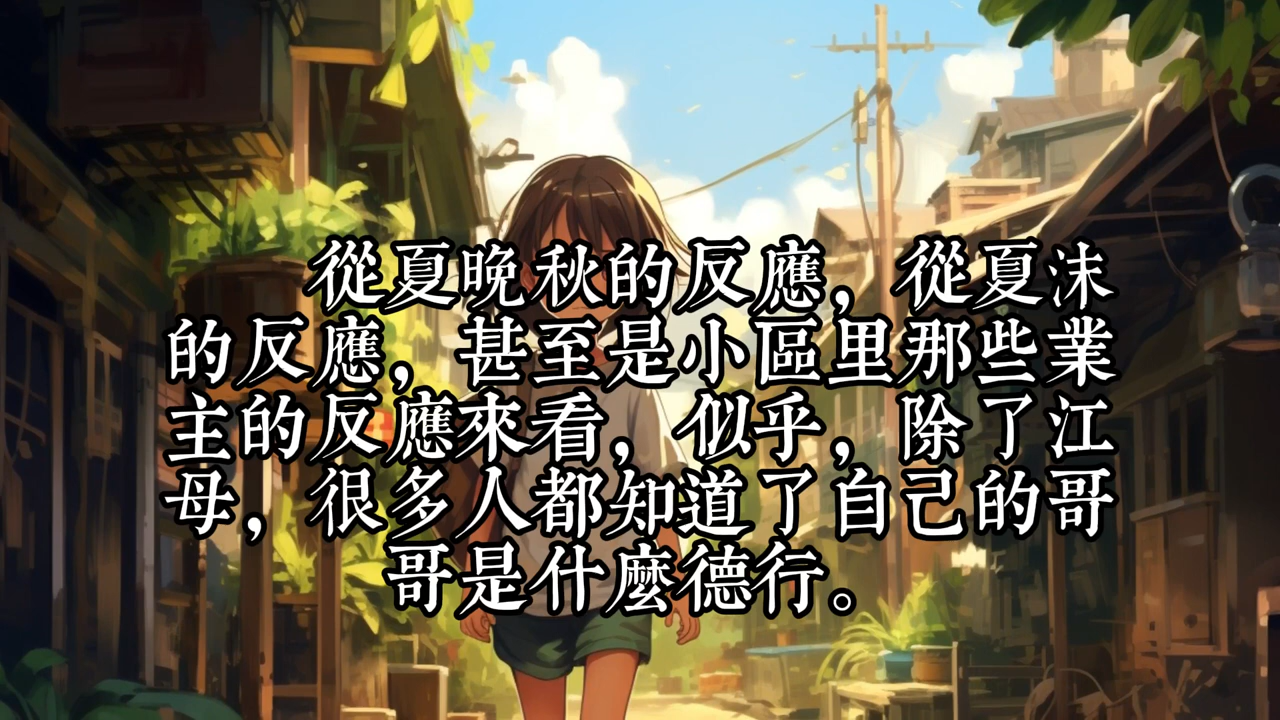 從夏晚秋的反應，從夏沫
的反應，甚至是小區里那些業
主的反應來看，似乎，除了江
母，很多人都知道了自己的哥
哥是什麼德行。